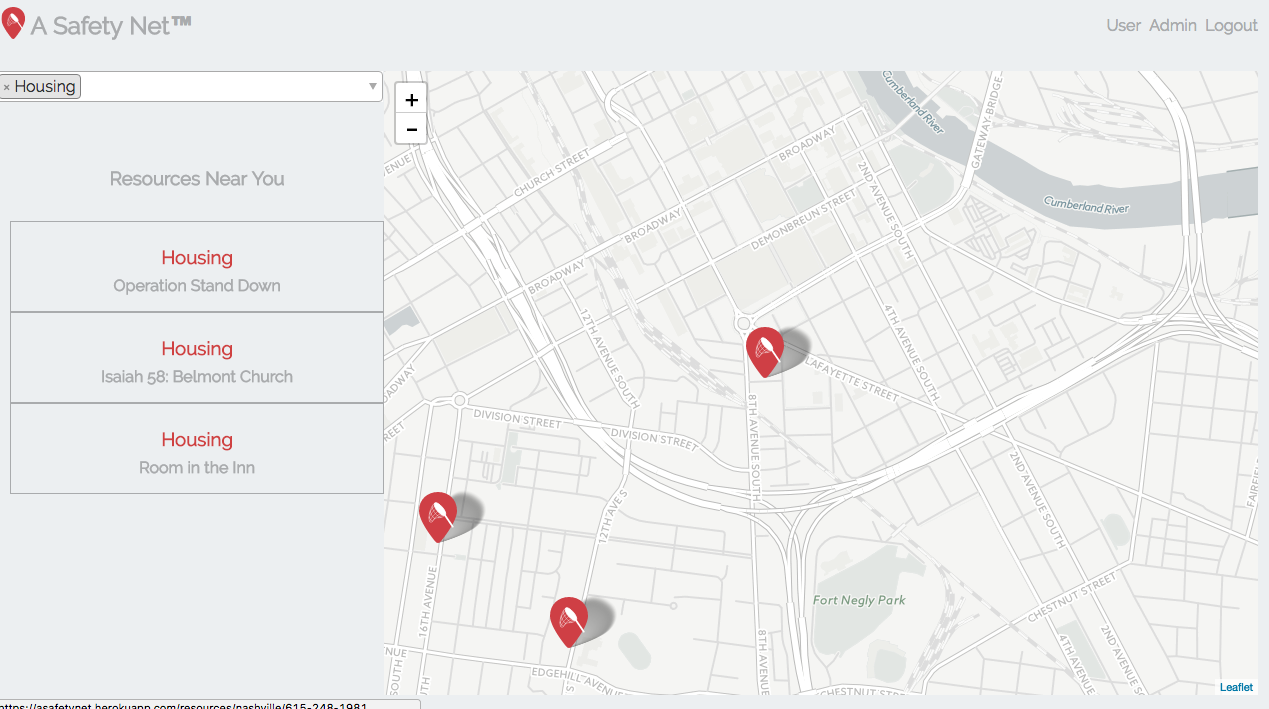 A Safety Net™
User Admin Logout
× Housing
Resources Near You
Housing
Operation Stand Down
Housing
Isaiah 58: Belmont Church
Housing
Room in the Inn
+
-
Cumberland River
GATEWAY BRIDGE
Cumberland River
CHURCH STREET
BROADWAY
2ND AVENUE SOUTH
DEMONBREUN STREET
BROADWAY
BROADWAY
12TH AVENUE SOUTH
4TH AVENUE SOUTH
LAFAYETTE STREET
8TH AVENUE SOUTH
DIVISION STREET
DIVISION STREET
2ND AVENUE SOUTH
12TH AVE S
16TH AVENUE
Fort Negly Park
CHESTNUT STREET
8TH AVENUE
4TH AVENUE
2ND AVENUE
EDGEHILL AVENUE
CHESTNUT STREET
Leaflet
https://asafetynet.herokuapp.com/resources/nashville/615-248-1981